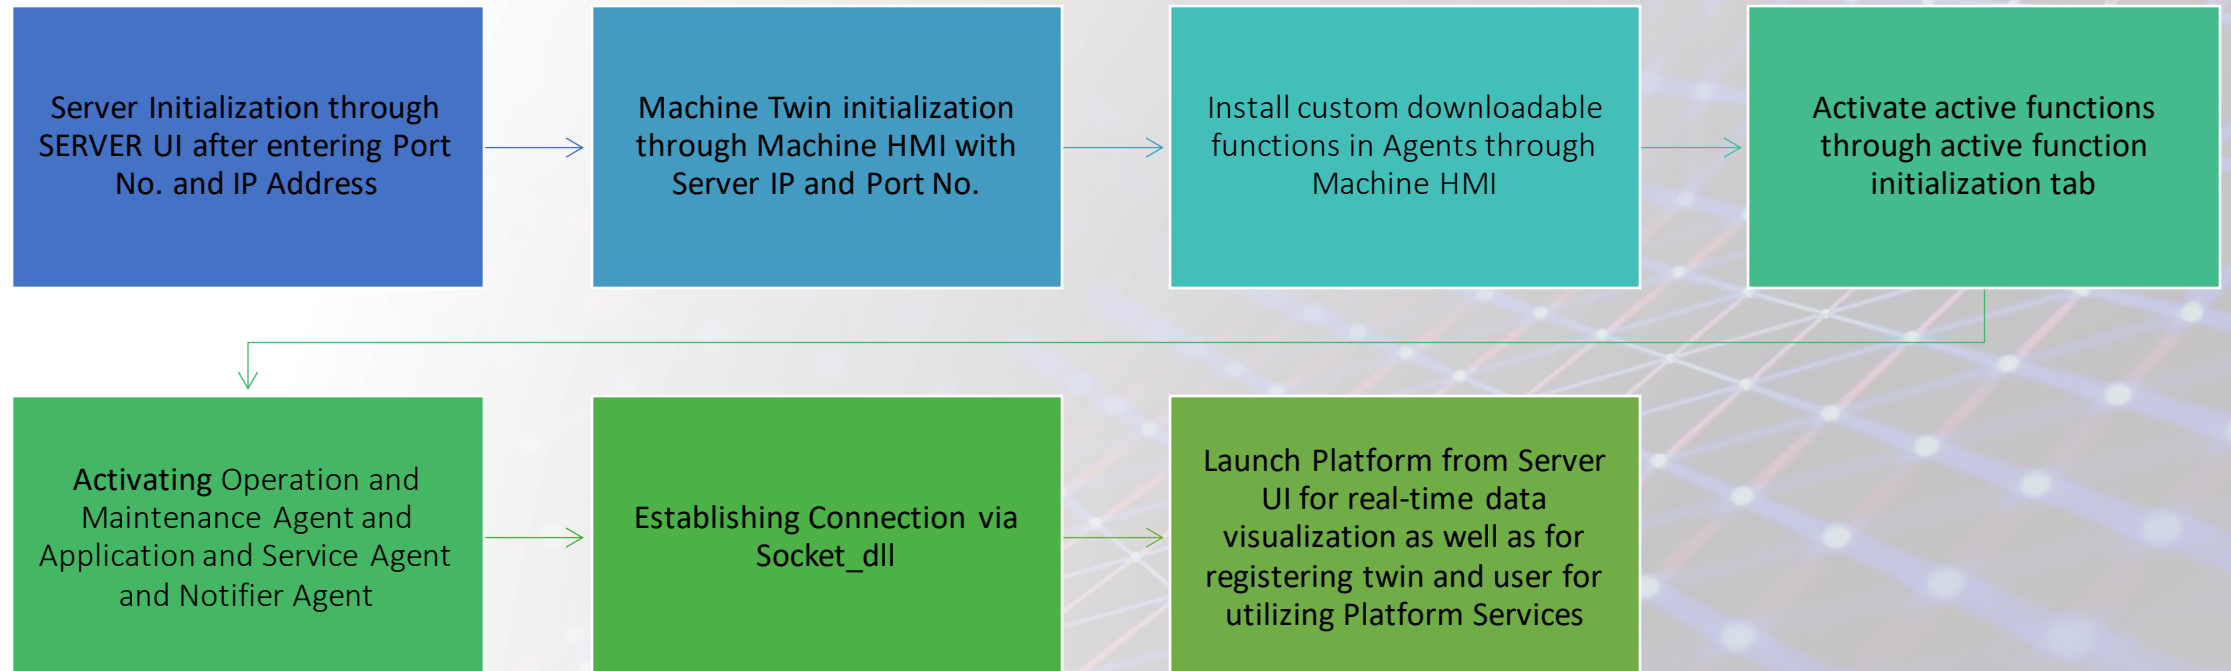 Server Initialization through
SERVER UI after entering Port
No. and IP Address
Machine Twin initialization
through Machine HMI with
Server IP and Port No.
Install custom downloadable
functions in Agents through
Machine HMI
Activate active functions
through active function
initialization tab
Activating Operation and
Maintenance Agent and
Application and Service Agent
and Notifier Agent
Establishing Connection via
Socket_dll
Launch Platform from Server
UI for real-time data
visualization as well as for
registering twin and user for
utilizing Platform Services